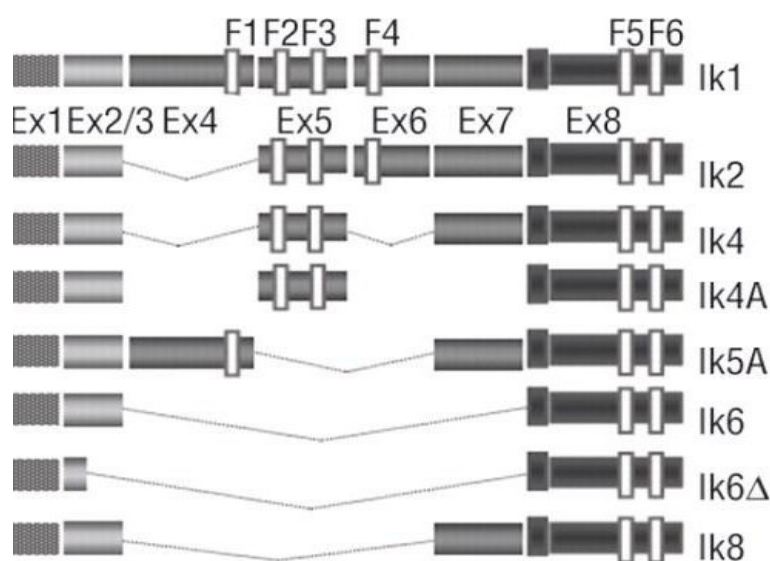 F1 F2 F3 F4 F5 F6
Ik1
Ex1 Ex2/3 Ex4 Ex5 Ex6 Ex7 Ex8
Ik2
Ik4
Ik4A
Ik5A
Ik6
Ik6Δ
Ik8